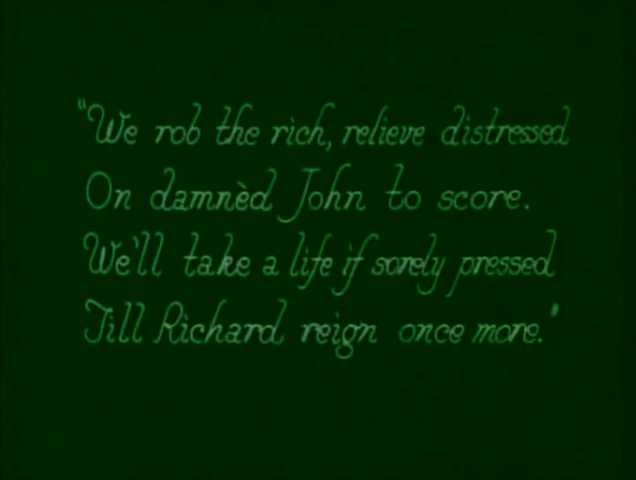 "We rob the rich, relieve distressed
On damnèd John to score.
We'll take a life if sorely pressed
Till Richard reign once more."